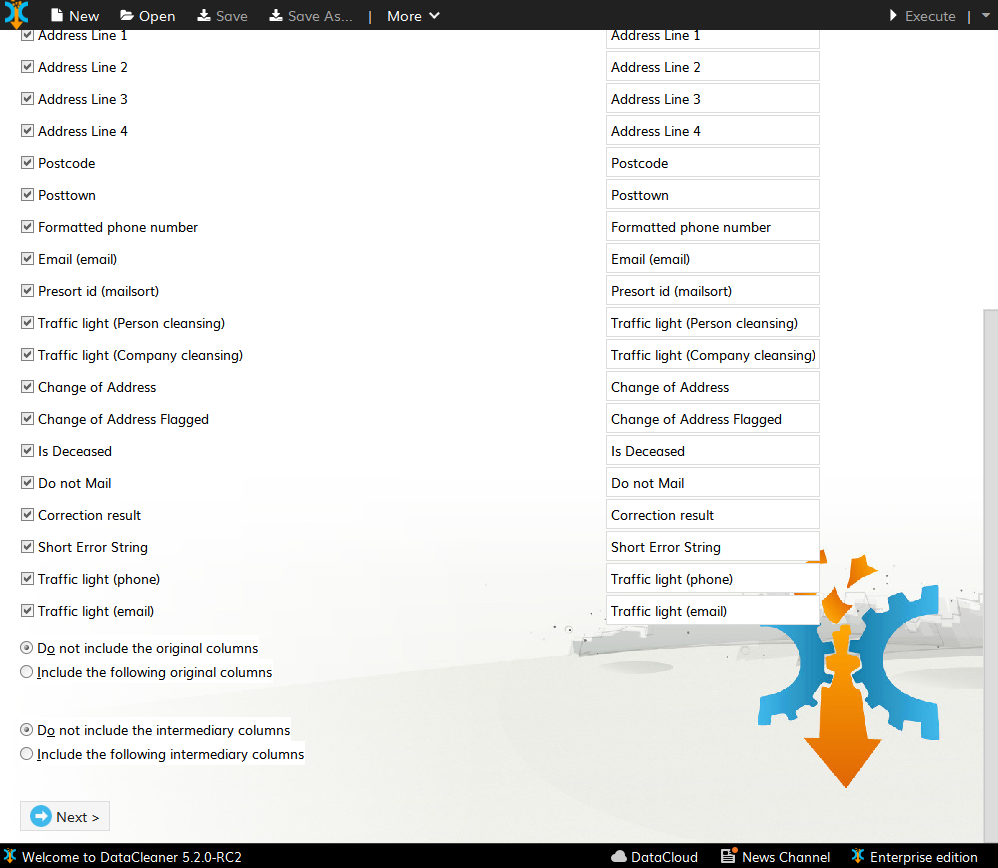 New Open Save Save As... | More Execute |
Address Line 1 Address Line 1
Address Line 2 Address Line 2
Address Line 3 Address Line 3
Address Line 4 Address Line 4
Postcode Postcode
Posttown Posttown
Formatted phone number Formatted phone number
Email (email) Email (email)
Presort id (mailsort) Presort id (mailsort)
Traffic light (Person cleansing) Traffic light (Person cleansing)
Traffic light (Company cleansing) Traffic light (Company cleansing)
Change of Address Change of Address
Change of Address Flagged Change of Address Flagged
Is Deceased Is Deceased
Do not Mail Do not Mail
Correction result Correction result
Short Error String Short Error String
Traffic light (phone) Traffic light (phone)
Traffic light (email) Traffic light (email)
Do not include the original columns
Include the following original columns
Do not include the intermediary columns
Include the following intermediary columns
Next >
Welcome to DataCleaner 5.2.0-RC2 DataCloud News Channel Enterprise edition